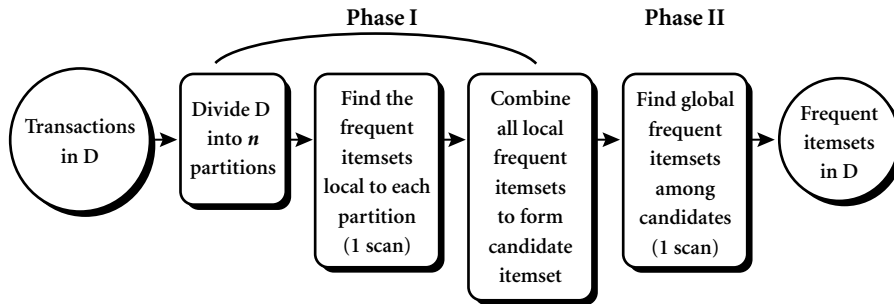 Phase I
Phase II
Transactions
in D
Divide D
into n
partitions
Find the
frequent
itemsets
local to each
partition
(1 scan)
Combine
all local
frequent
itemsets
to form
candidate
itemset
Find global
frequent
itemsets
among
candidates
(1 scan)
Frequent
itemsets
in D